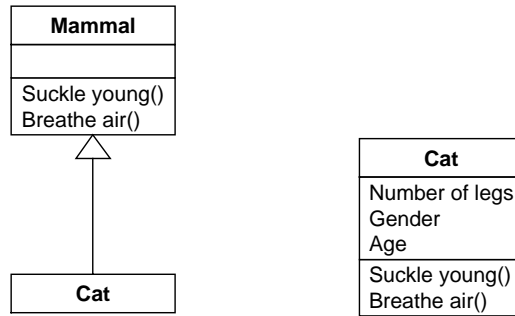 Mammal
Suckle young()
Breathe air()
Cat
Cat
Number of legs
Gender
Age
Suckle young()
Breathe air()